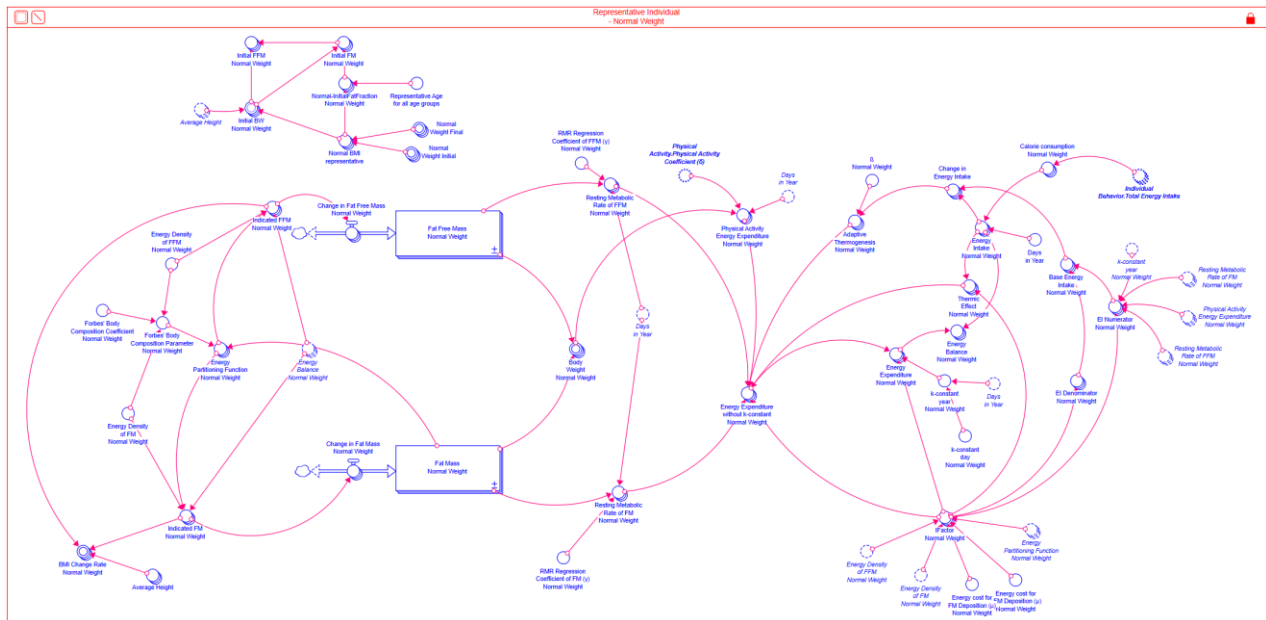 Representative Individual
- Normal Weight
Initial FFM
Normal Weight
Initial FM
Normal Weight
Normal-InitialFatFraction
Normal Weight
Representative Age
for all age groups
Average Height
Initial BW
Normal Weight
Normal
Weight Final
Normal
Weight Initial
Normal BMI
representative
RMR Regression
Coefficient of FFM (γ)
Normal Weight
Physical
Activity.Physical Activity
Coefficient (δ)
ß
Normal Weight
Calorie consumption
Normal Weight
Change in
Energy Intake
Individual
Behavior.Total Energy Intake
Days
in Year
Resting Metabolic
Rate of FFM
Normal Weight
Change in Fat Free Mass
Normal Weight
Indicated FFM
Normal Weight
Fat Free Mass
Normal Weight
Physical Activity
Energy Expenditure
Normal Weight
Adaptive
Thermogenesis
Normal Weight
Energy
Intake
Normal Weight
Days
in Year
Energy Density
of FFM
Normal Weight
k-constant
year
Normal Weight
Base Energy
Intake
Normal Weight
Resting Metabolic
Rate of FM
Normal Weight
Thermic
Effect
Normal Weight
EI Numerator
Normal Weight
Physical Activity
Energy Expenditure
Normal Weight
Forbes' Body
Composition Coefficient
Normal Weight
Forbes' Body
Composition Parameter
Normal Weight
Energy
Partitioning Function
Normal Weight
Energy
Balance
Normal Weight
Days
in Year
Body
Weight
Normal Weight
Energy
Balance
Normal Weight
Energy
Expenditure
Normal Weight
Resting Metabolic
Rate of FFM
Normal Weight
Energy Expenditure
without k-constant
Normal Weight
k-constant
year
Normal Weight
Days
in Year
EI Denominator
Normal Weight
Energy Density
of FM
Normal Weight
Change in Fat Mass
Normal Weight
Fat Mass
Normal Weight
k-constant
day
Normal Weight
Resting Metabolic
Rate of FM
Normal Weight
Indicated FM
Normal Weight
IFactor
Normal Weight
Energy
Partitioning Function
Normal Weight
BMI Change Rate
Normal Weight
Average Height
RMR Regression
Coefficient of FM (γ)
Normal Weight
Energy Density
of FFM
Normal Weight
Energy Density
of FM
Normal Weight
Energy cost for
FM Deposition (μ)
Normal Weight
Energy cost for
FM Deposition (μ)
Normal Weight